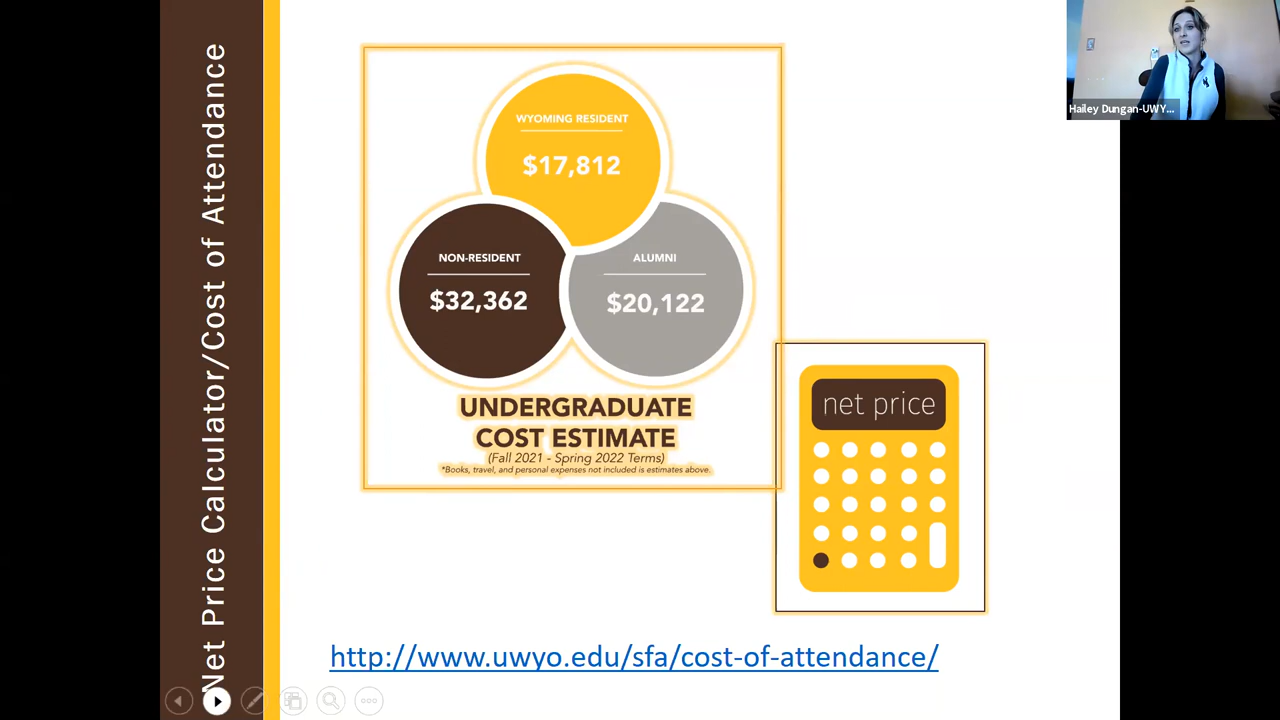 Net Price Calculator/Cost of Attendance
WYOMING RESIDENT
$17,812
NON-RESIDENT
$32,362
ALUMNI
$20,122
UNDERGRADUATE
COST ESTIMATE
(Fall 2021 - Spring 2022 Terms)
*Books, travel, and personal expenses not included is estimates above.
net price
http://www.uwyo.edu/sfa/cost-of-attendance/
Hailey Dungan-UWY...